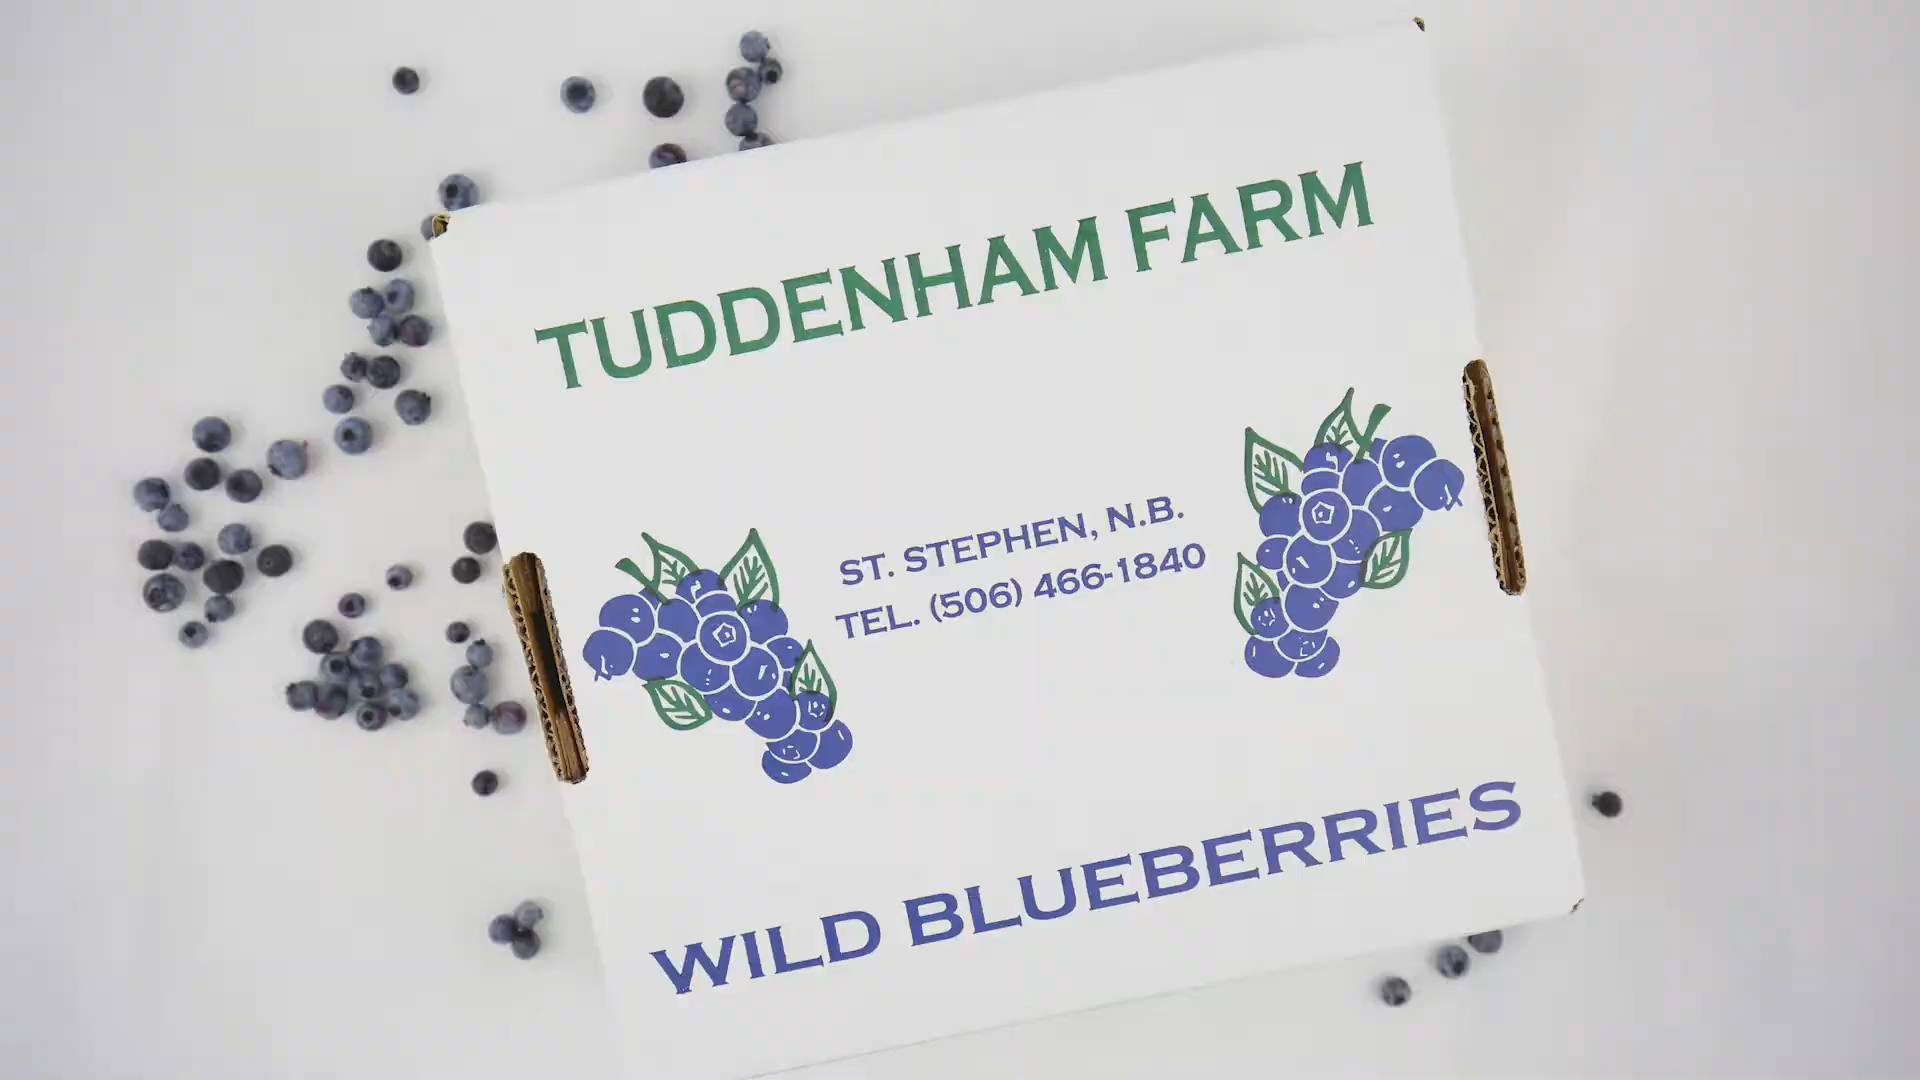 TUDDENHAM FARM
ST. STEPHEN, N.B.
TEL. (506) 466-1840
WILD BLUEBERRIES